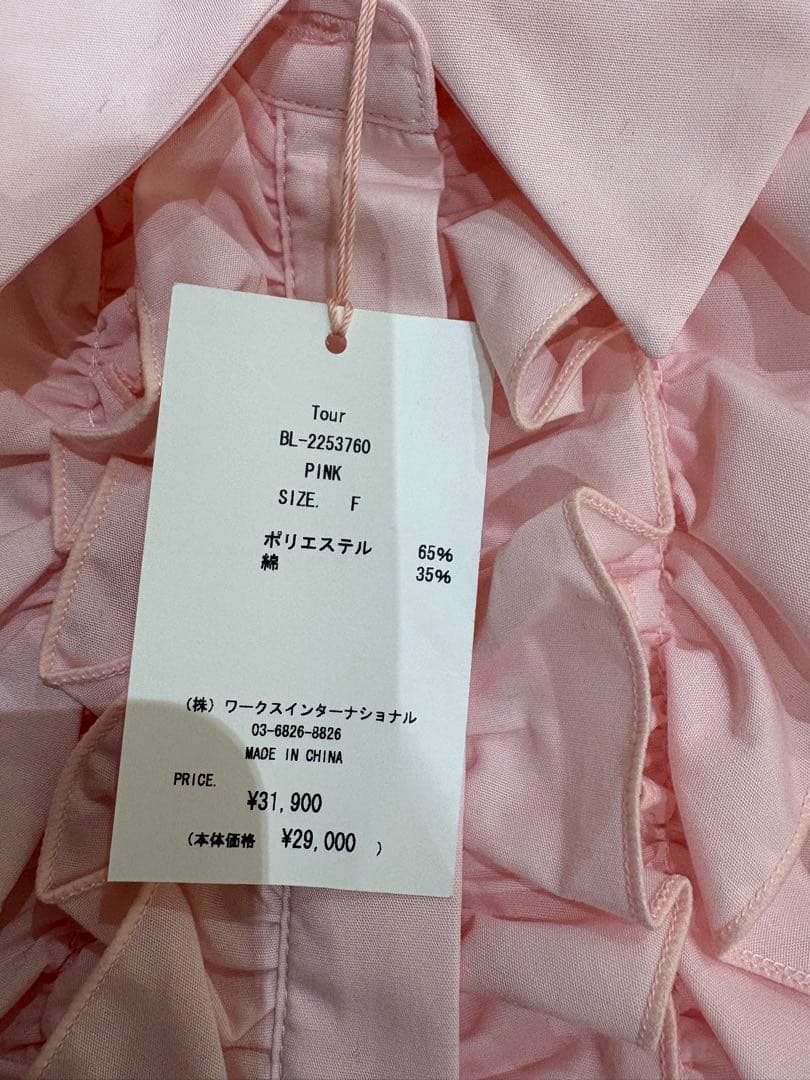 Tour
BL-2253760
PINK
SIZE. F
ポリエステル 65%
綿 35%
(株)ワークスインターナショナル
03-6826-8826
MADE IN CHINA
PRICE.
¥31,900
(本体価格 ¥29,000 )